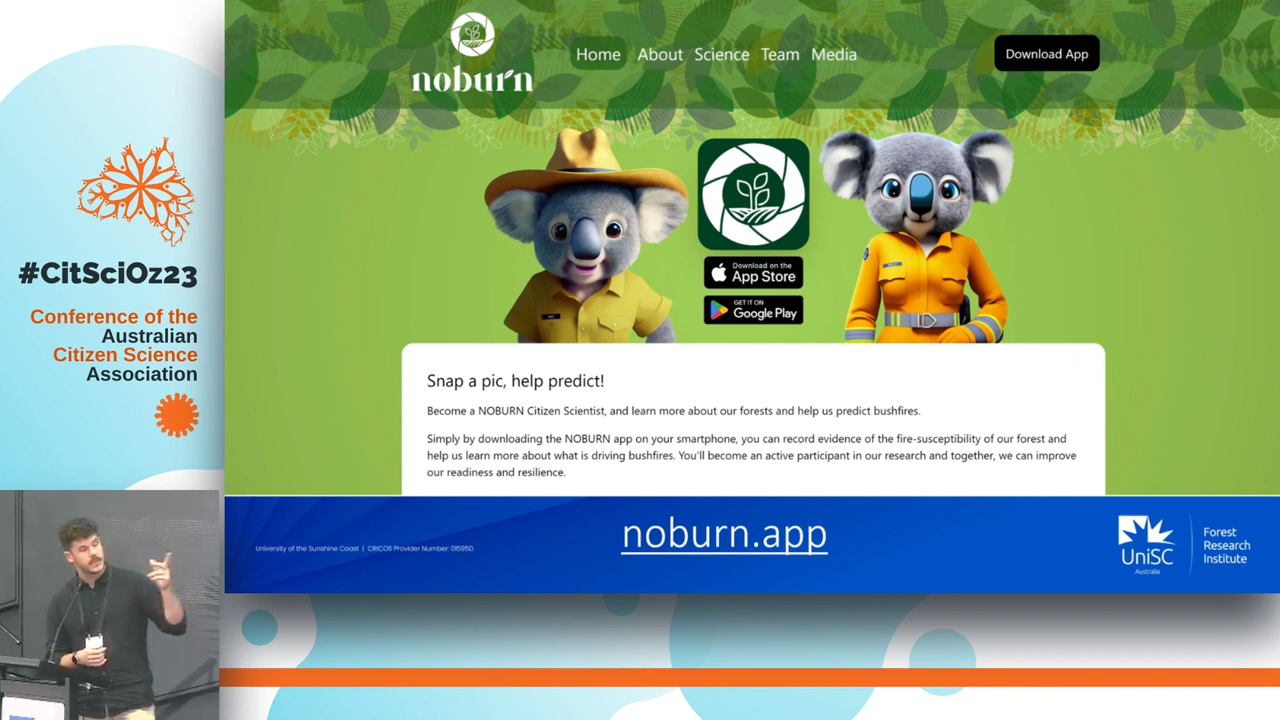 #CitSciOz23
Conference of the
Australian
Citizen Science
Association
noburn
Home About Science Team Media
Download App
Download on the
App Store
GET IT ON
Google Play
Snap a pic, help predict!
Become a NOBURN Citizen Scientist, and learn more about our forests and help us predict bushfires.
Simply by downloading the NOBURN app on your smartphone, you can record evidence of the fire-susceptibility of our forest and
help us learn more about what is driving bushfires. You'll become an active participant in our research and together, we can improve
our readiness and resilience.
University of the Sunshine Coast | CRICOS Provider Number: 01595D
noburn.app
UniSC
Australia
Forest
Research
Institute